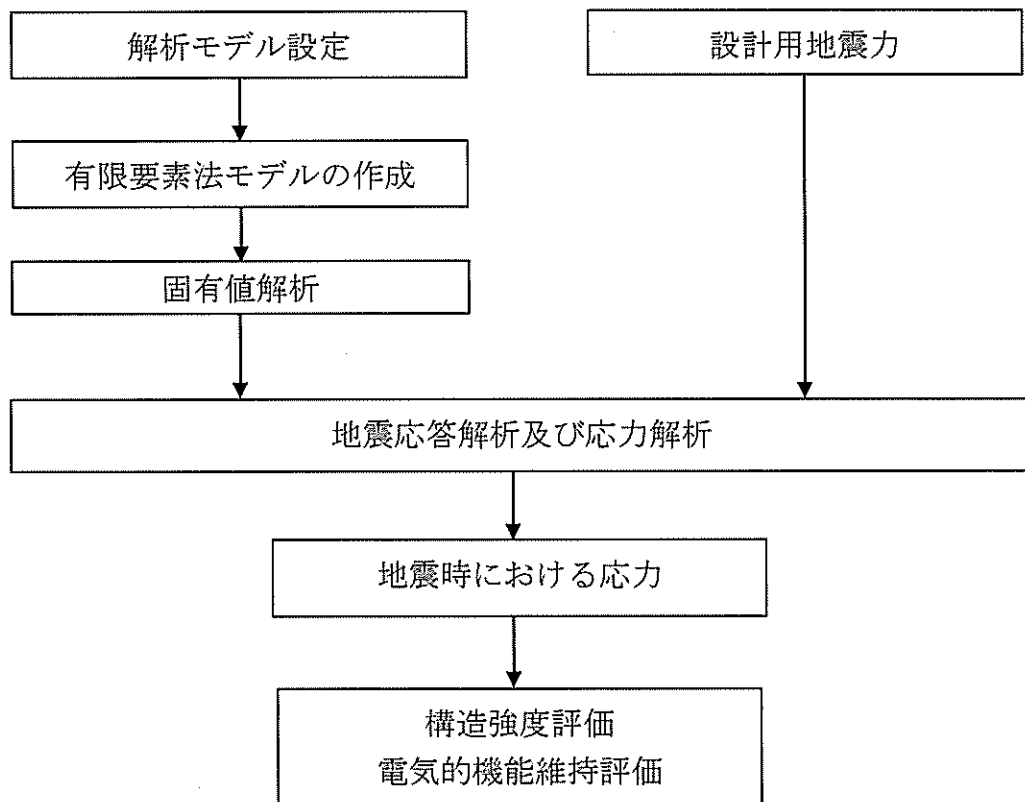 解析モデル設定
設計用地震力
有限要素法モデルの作成
固有値解析
地震応答解析及び応力解析
地震時における応力
構造強度評価
電気的機能維持評価